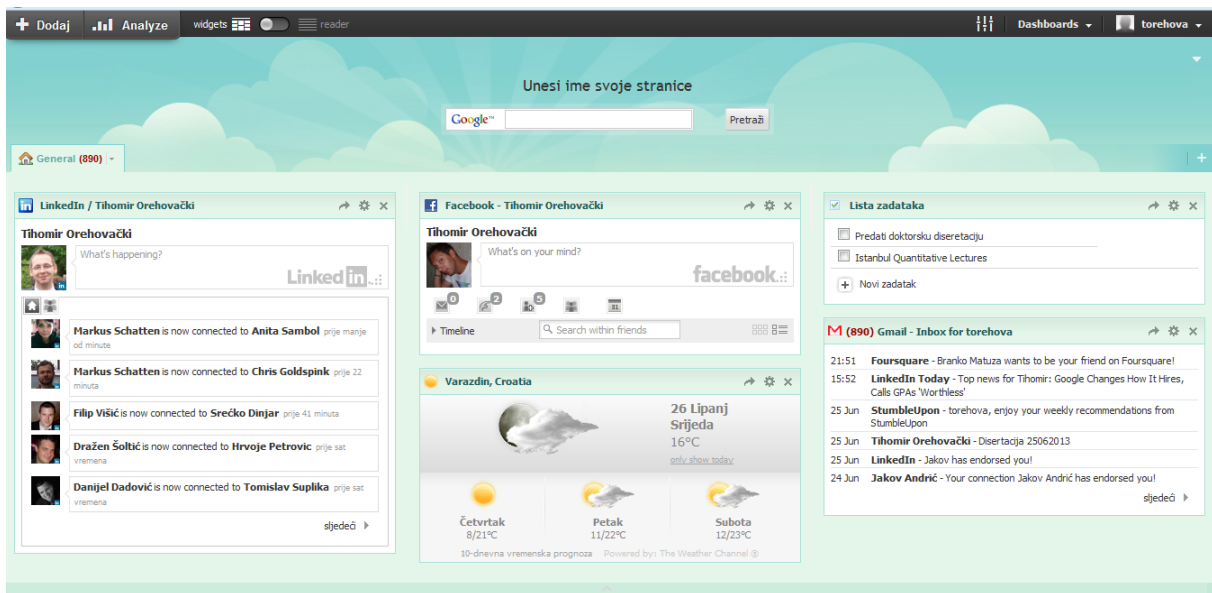 Dodaj Analyze widgets reader Dashboards torehova
Unesi ime svoje stranice
Google™ Pretraži
General (890)
LinkedIn / Tihomir Orehovački
Tihomir Orehovački
What's happening?
Linked in
Markus Schatten is now connected to Anita Sambol prije manje
od minute
Markus Schatten is now connected to Chris Goldspink prije 22
minuta
Filip Višić is now connected to Srećko Dinjar prije 41 minuta
Dražen Šoltić is now connected to Hrvoje Petrovic prije sat
vremena
Danijel Dadović is now connected to Tomislav Suplika prije sat
vremena
sljedeći
Facebook - Tihomir Orehovački
Tihomir Orehovački
What's on your mind?
facebook
0 2 5 31
Timeline Search within friends
Varazdin, Croatia
26 Lipanj
Srijeda
16°C
only show today
Četvrtak Petak Subota
8/21°C 11/22°C 12/23°C
10-dnevna vremenska prognoza Powered by: The Weather Channel ®
Lista zadataka
Predati doktorsku diseretaciju
Istanbul Quantitative Lectures
Novi zadatak
(890) Gmail - Inbox for torehova
21:51 Foursquare - Branko Matuza wants to be your friend on Foursquare!
15:52 LinkedIn Today - Top news for Tihomir: Google Changes How It Hires,
Calls GPAs 'Worthless'
25 Jun StumbleUpon - torehova, enjoy your weekly recommendations from
StumbleUpon
25 Jun Tihomir Orehovački - Disertacija 25062013
25 Jun LinkedIn - Jakov has endorsed you!
24 Jun Jakov Andrić - Your connection Jakov Andrić has endorsed you!
sljedeći